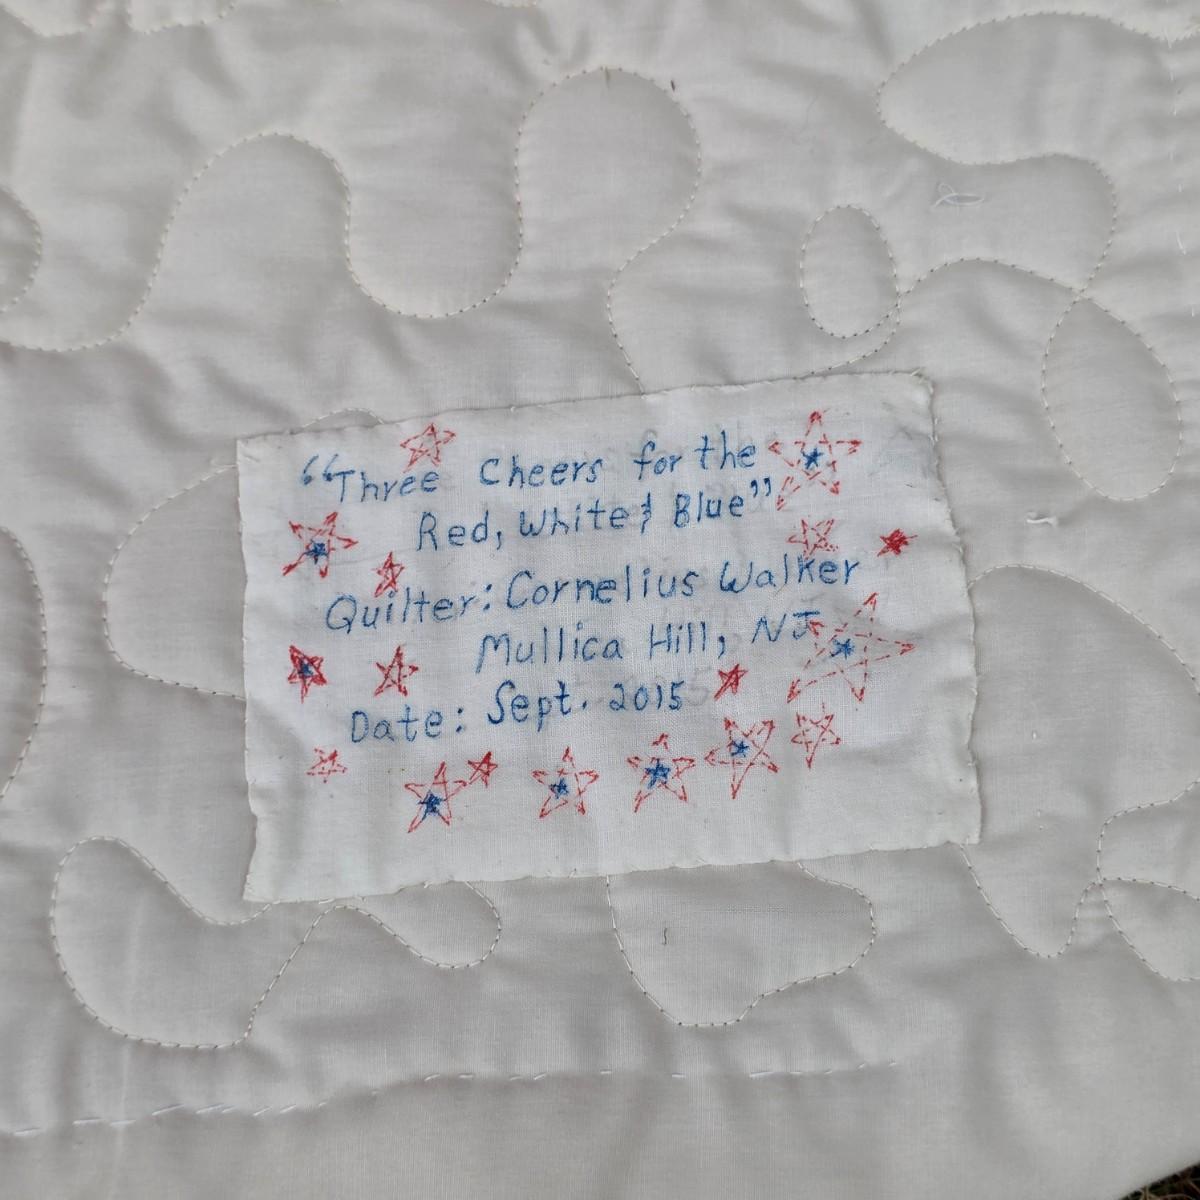 “Three Cheers for the
Red, White & Blue”
Quilter: Cornelius Walker
Mullica Hill, NJ
Date: Sept. 2015